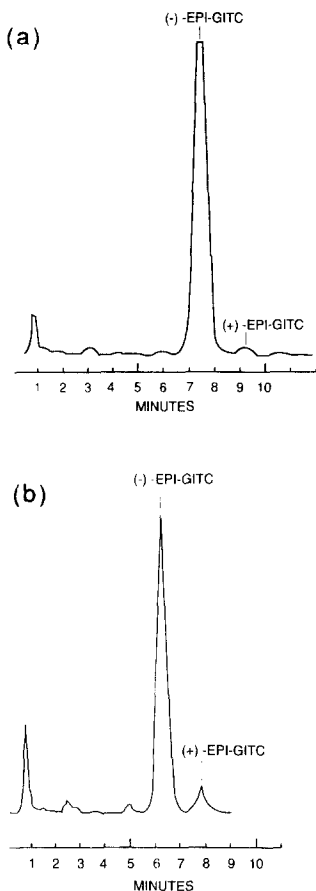 (a)
(-) -EPI-GITC
(+) -EPI-GITC
1 2 3 4 5 6 7 8 9 10
MINUTES
(b)
(-) -EPI-GITC
(+) -EPI-GITC
1 2 3 4 5 6 7 8 9 10
MINUTES